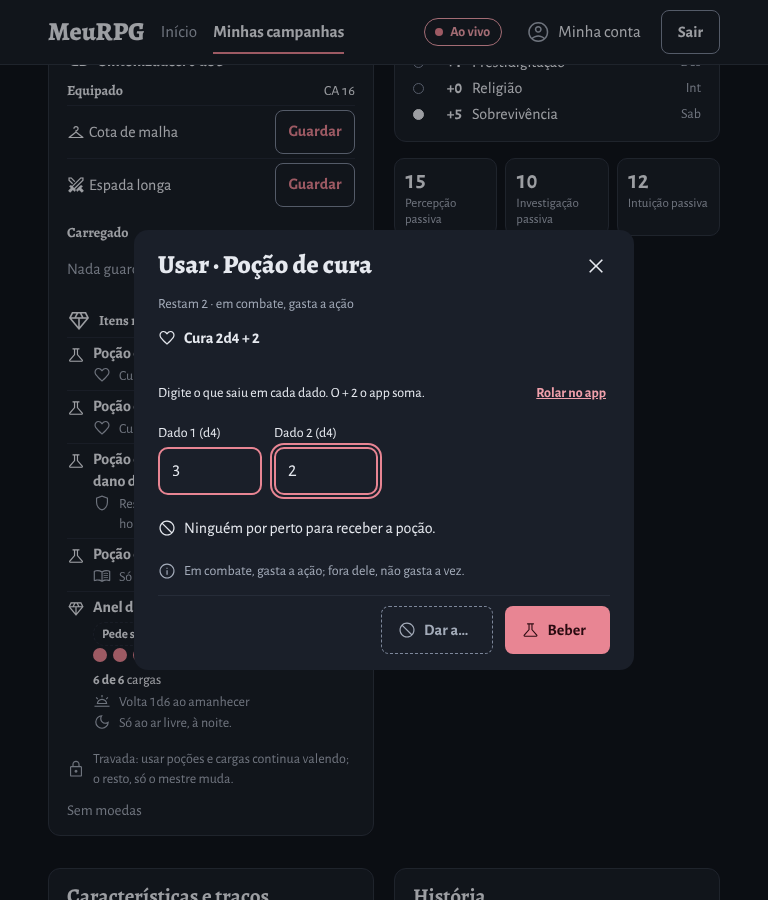 MeuRPG
Início
Minhas campanhas
Ao vivo
Minha conta
Sair
Equipado
CA 16
Cota de malha
Guardar
Espada longa
Guardar
Carregado
Prestidigitação
+0 Religião Int
+5 Sobrevivência Sab
15
Percepção
passiva
10
Investigação
passiva
12
Intuição passiva
Usar · Poção de cura
Restam 2 · em combate, gasta a ação
Cura 2d4 + 2
Digite o que saiu em cada dado. O + 2 o app soma.
Rolar no app
Dado 1 (d4)
Dado 2 (d4)
3
2
Ninguém por perto para receber a poção.
Em combate, gasta a ação; fora dele, não gasta a vez.
Dar a…
Beber
Nada
Itens
Poção
Cu
Poção
Cu
Poção
dano d
Res
ho
Poção
Só
Anel d
Pede s
6 de 6 cargas
Volta 1d6 ao amanhecer
Só ao ar livre, à noite.
Travada: usar poções e cargas continua valendo;
o resto, só o mestre muda.
Sem moedas
Características e traços
História